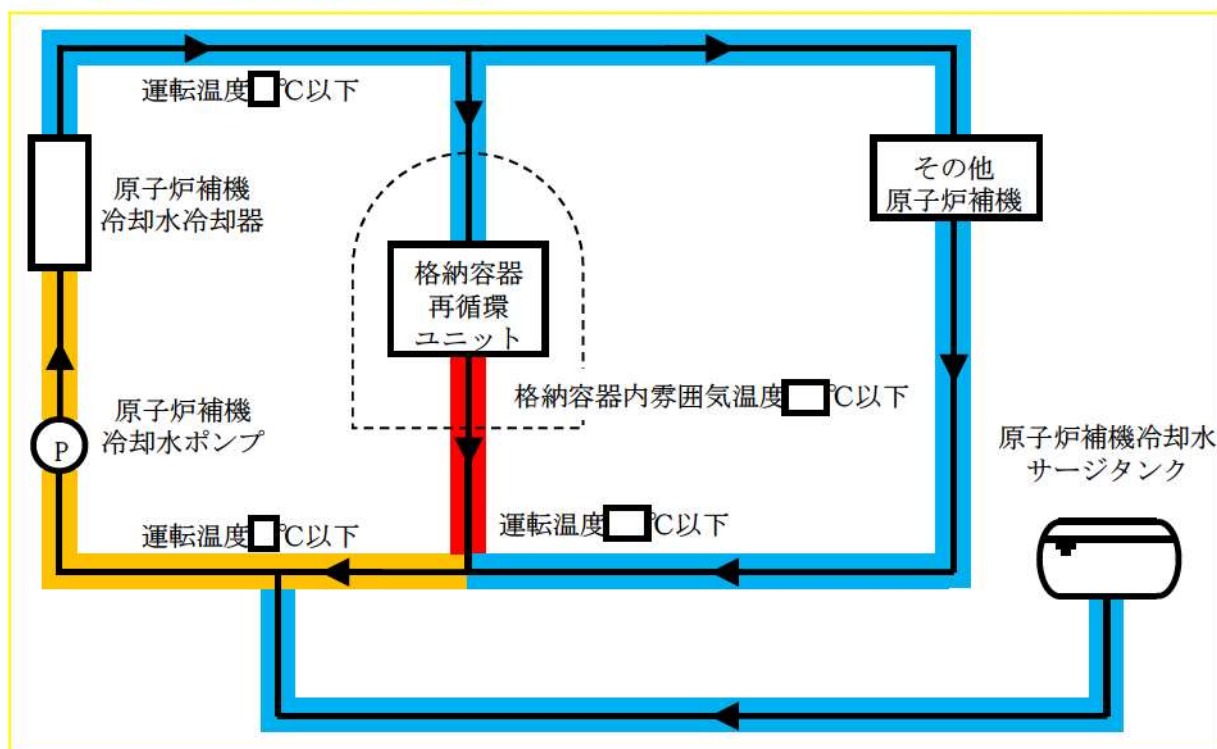 運転温度□℃以下
原子炉補機
冷却水冷却器
その他
原子炉補機
格納容器
再循環
ユニット
格納容器内雰囲気温度□℃以下
原子炉補機
冷却水ポンプ
P
原子炉補機冷却水
サージタンク
運転温度□℃以下
運転温度□℃以下